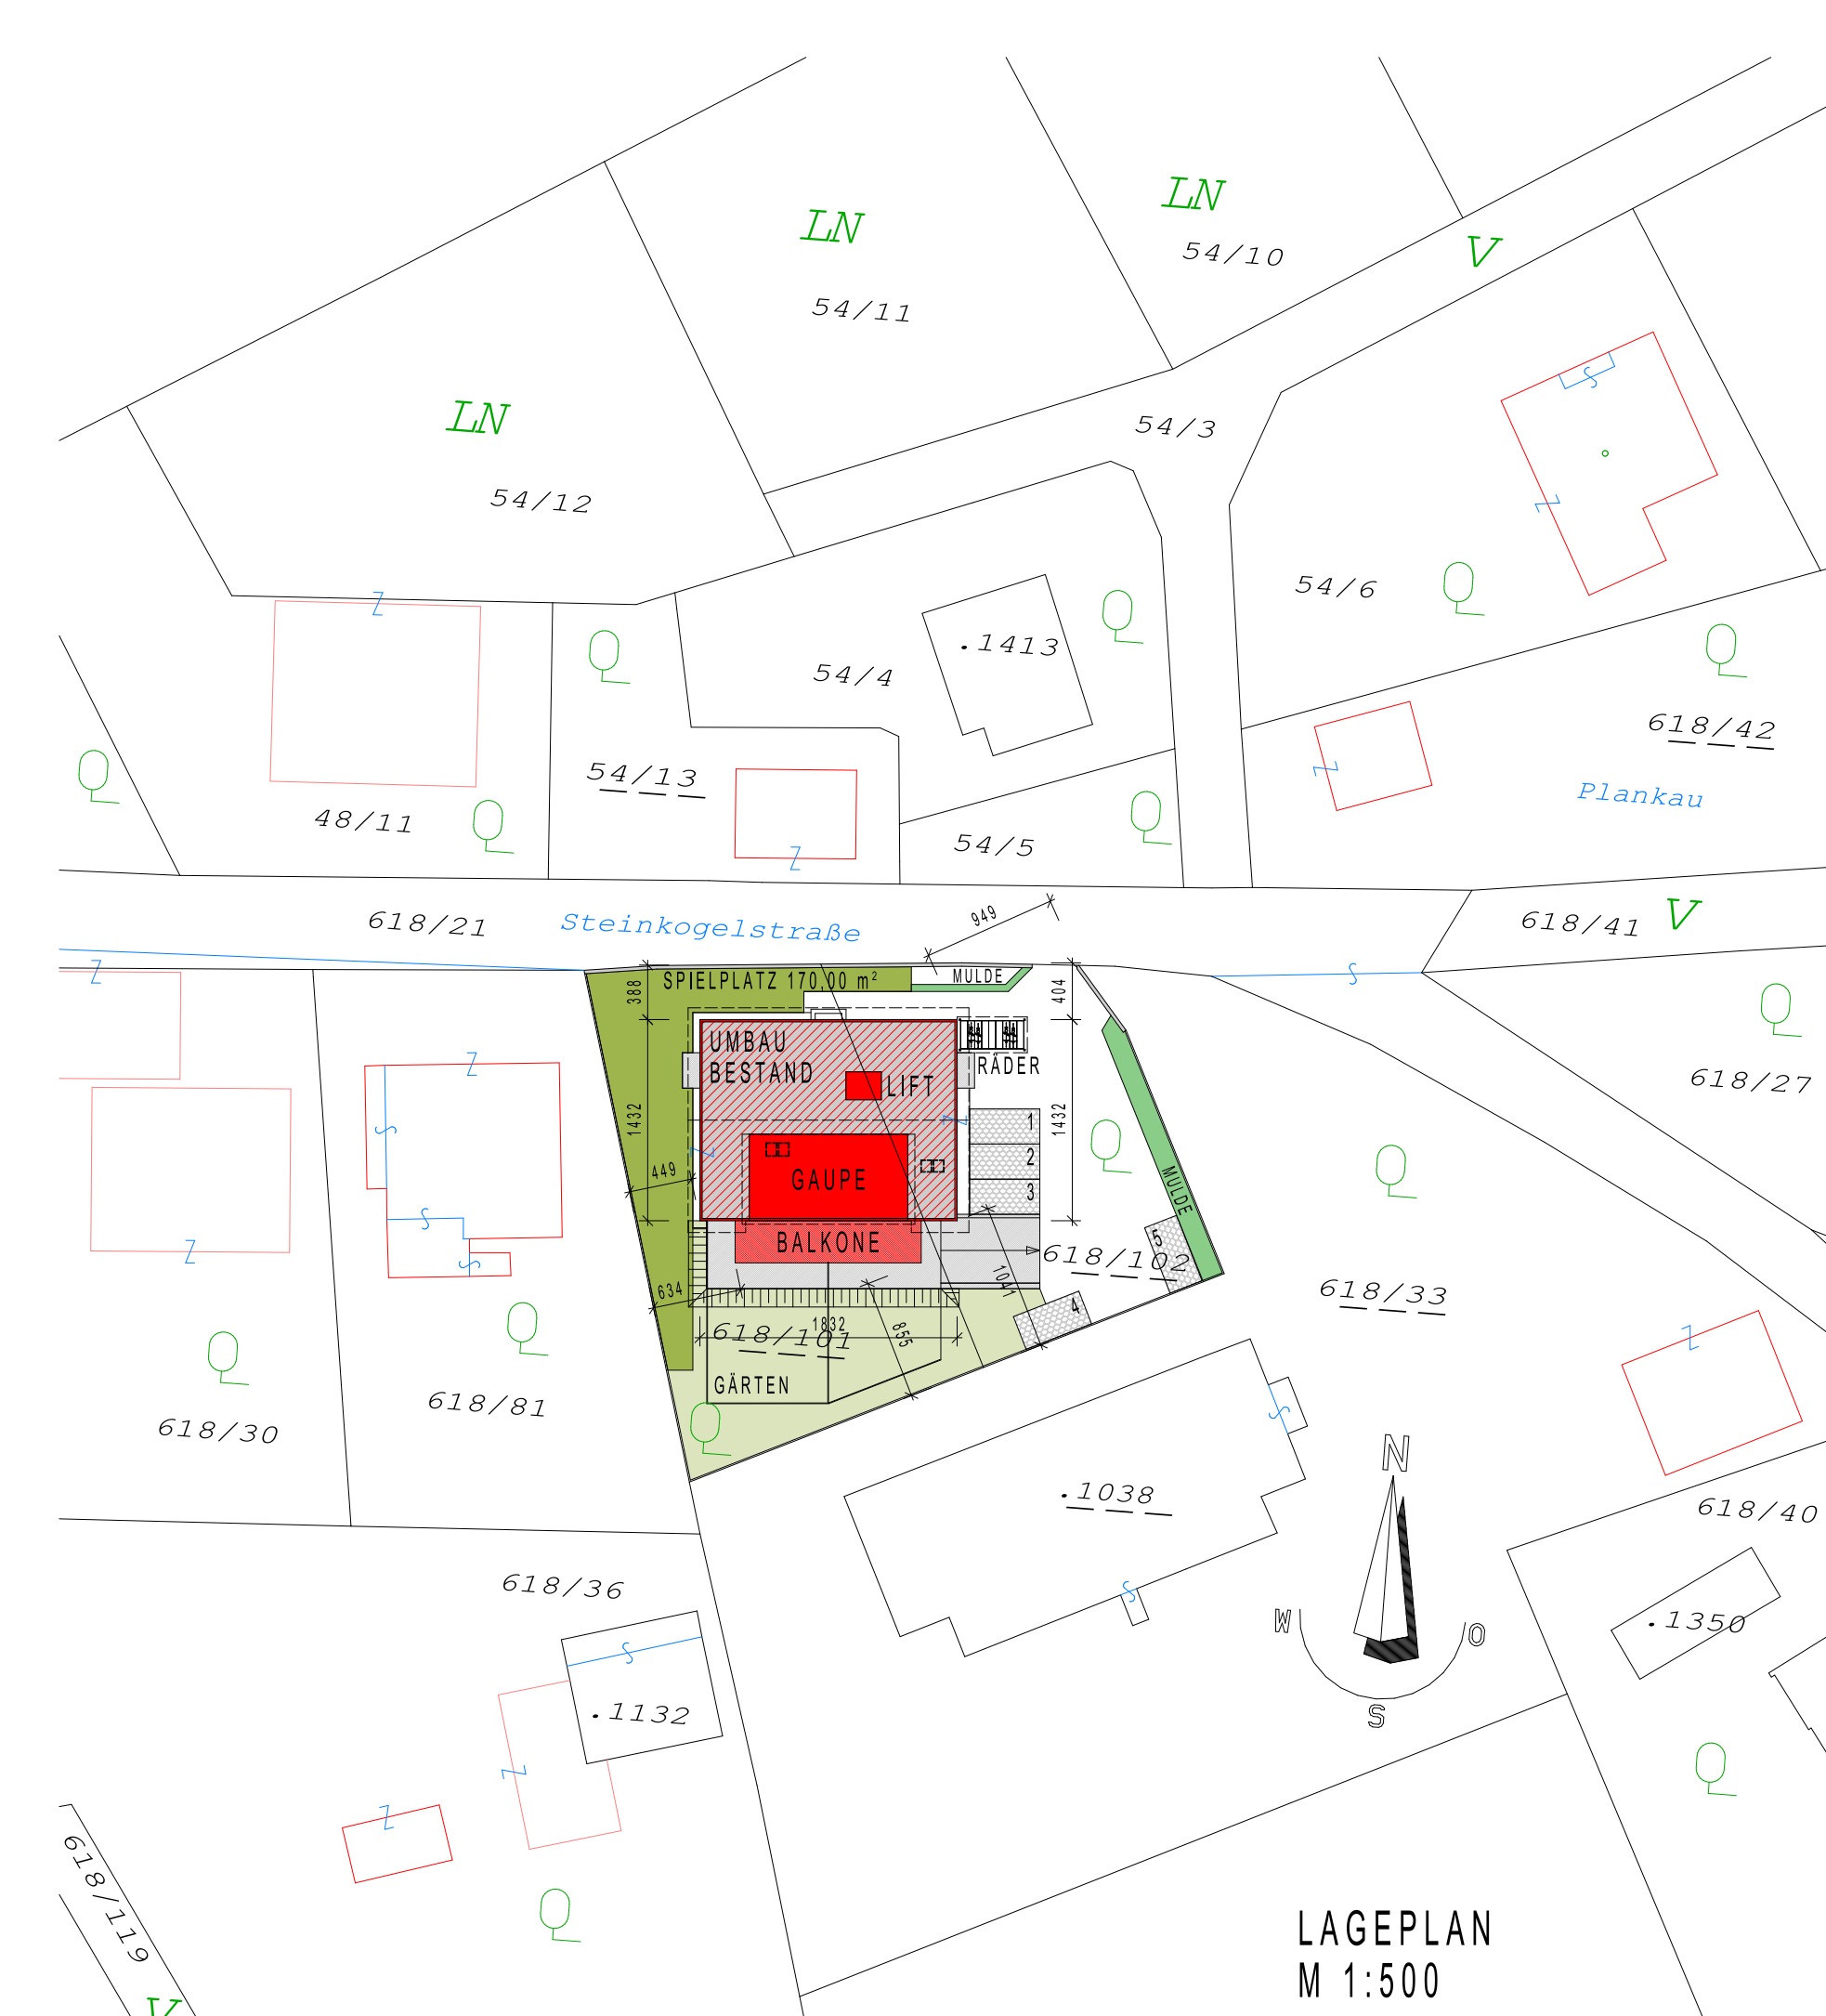 LN
54/10
LN
V
54/11
LN
54/3
54/12
54/6
.1413
54/4
618/42
54/13
Plankau
48/11
54/5
618/21
Steinkogelstraße
949
618/41
V
SPIELPLATZ 170,00 m²
MULDE
388
404
UMBAU
BESTAND
RÄDER
LIFT
618/27
1432
1432
1
2
3
449
GAUPE
MULDE
BALKONE
5
618/102
634
1041
4
618/33
1832
618/101
855
GÄRTEN
618/81
618/30
N
.1038
618/40
618/36
W
O
.1350
.1132
S
618/119
LAGEPLAN
M 1:500
V